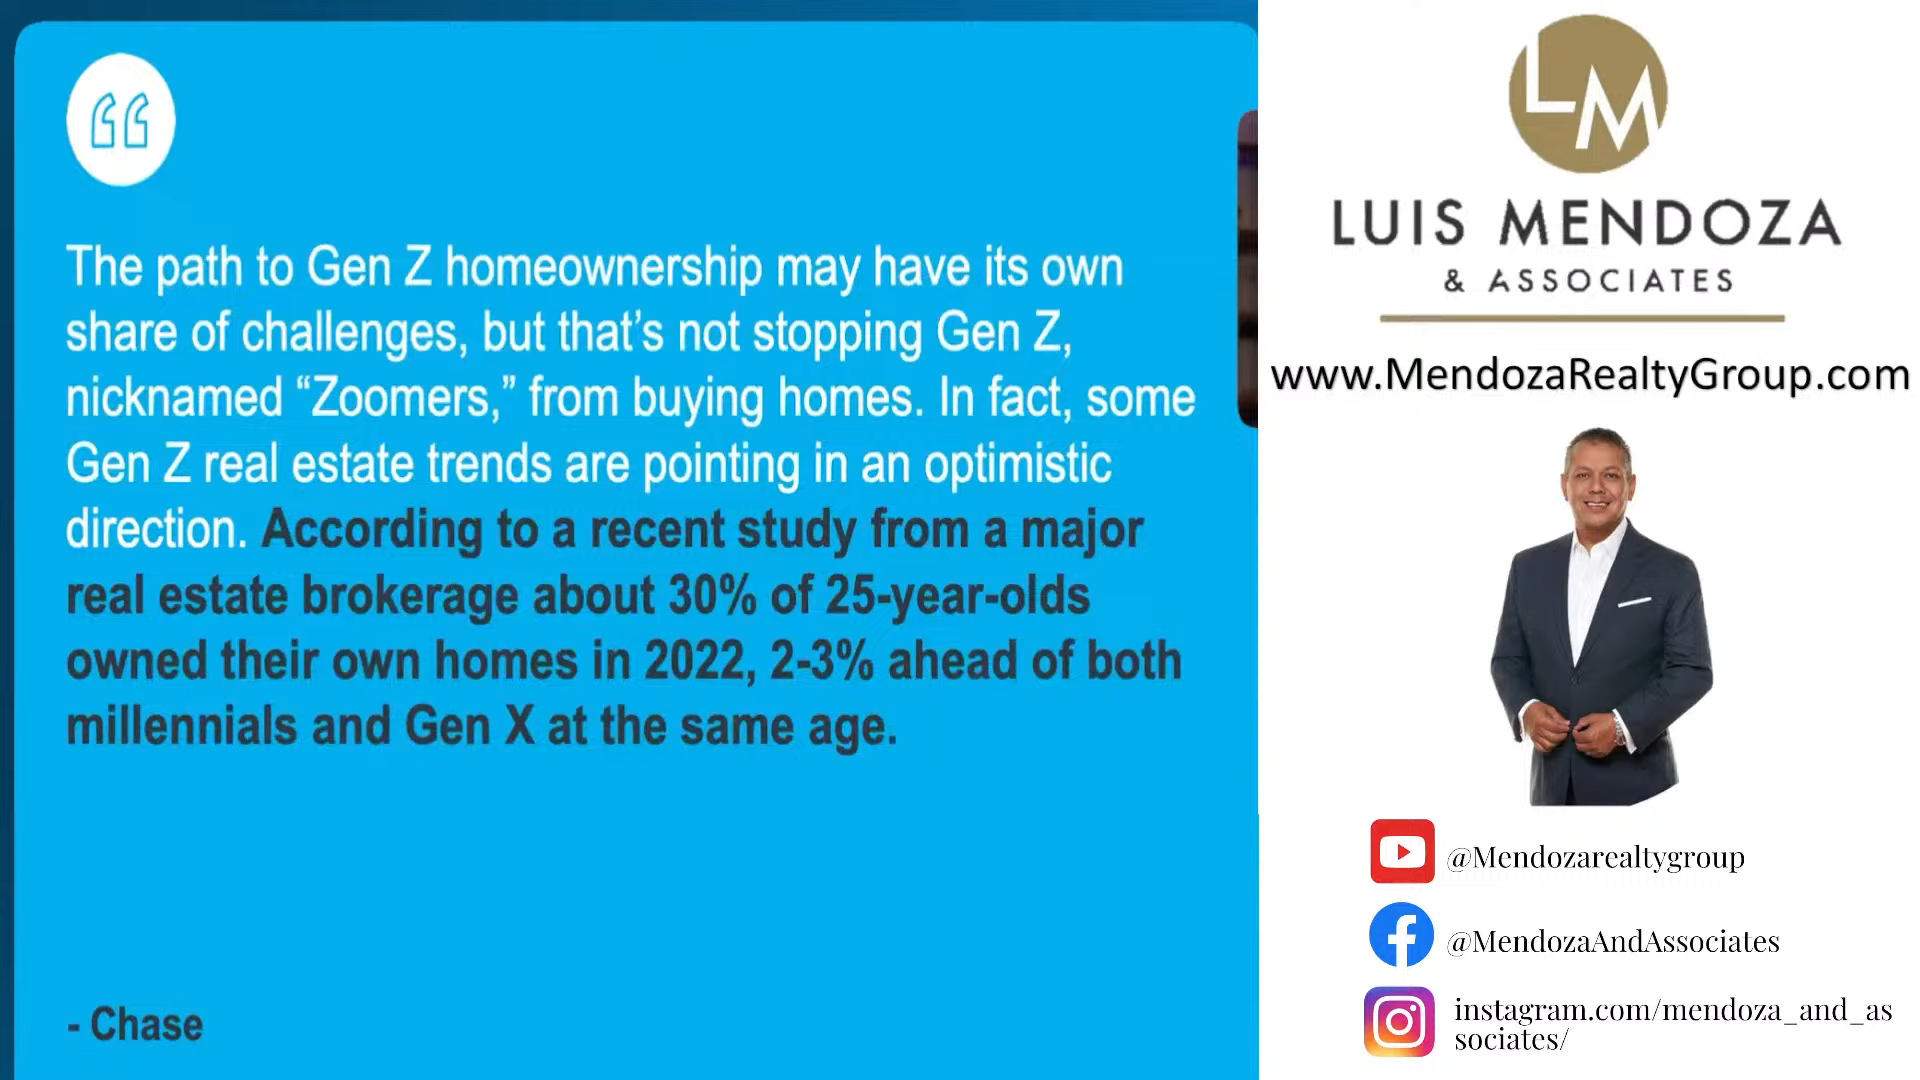 The path to Gen Z homeownership may have its own
share of challenges, but that’s not stopping Gen Z,
nicknamed “Zoomers,” from buying homes. In fact, some
Gen Z real estate trends are pointing in an optimistic
direction. According to a recent study from a major
real estate brokerage about 30% of 25-year-olds
owned their own homes in 2022, 2-3% ahead of both
millennials and Gen X at the same age.
- Chase
LM
LUIS MENDOZA
& ASSOCIATES
www.MendozaRealtyGroup.com
@Mendozarealtygroup
@MendozaAndAssociates
instagram.com/mendoza_and_as
sociates/